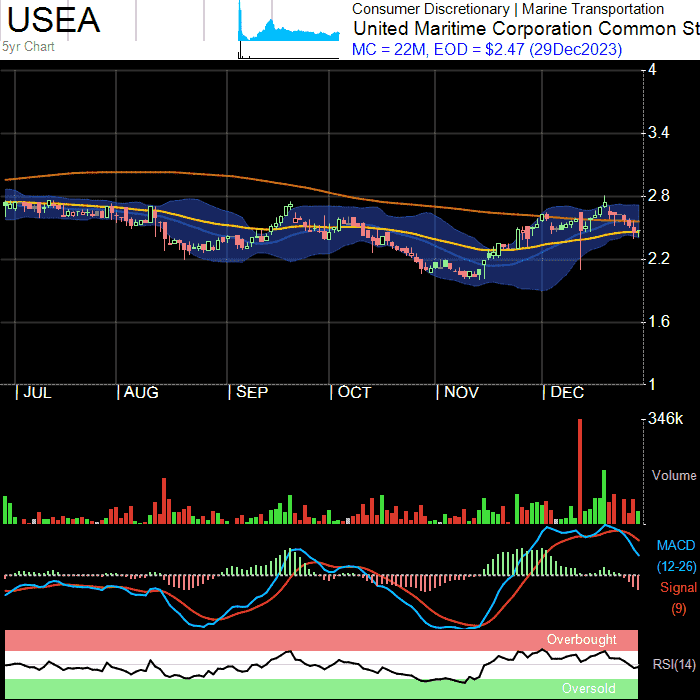 USEA
5yr Chart
Consumer Discretionary | Marine Transportation
United Maritime Corporation Common St
MC = 22M, EOD = $2.47 (29Dec2023)
4
3.4
2.8
2.2
1.6
1
| JUL | AUG | SEP | OCT | NOV | DEC
346k
Volume
MACD
(12-26)
Signal
(9)
Overbought
RSI(14)
Oversold